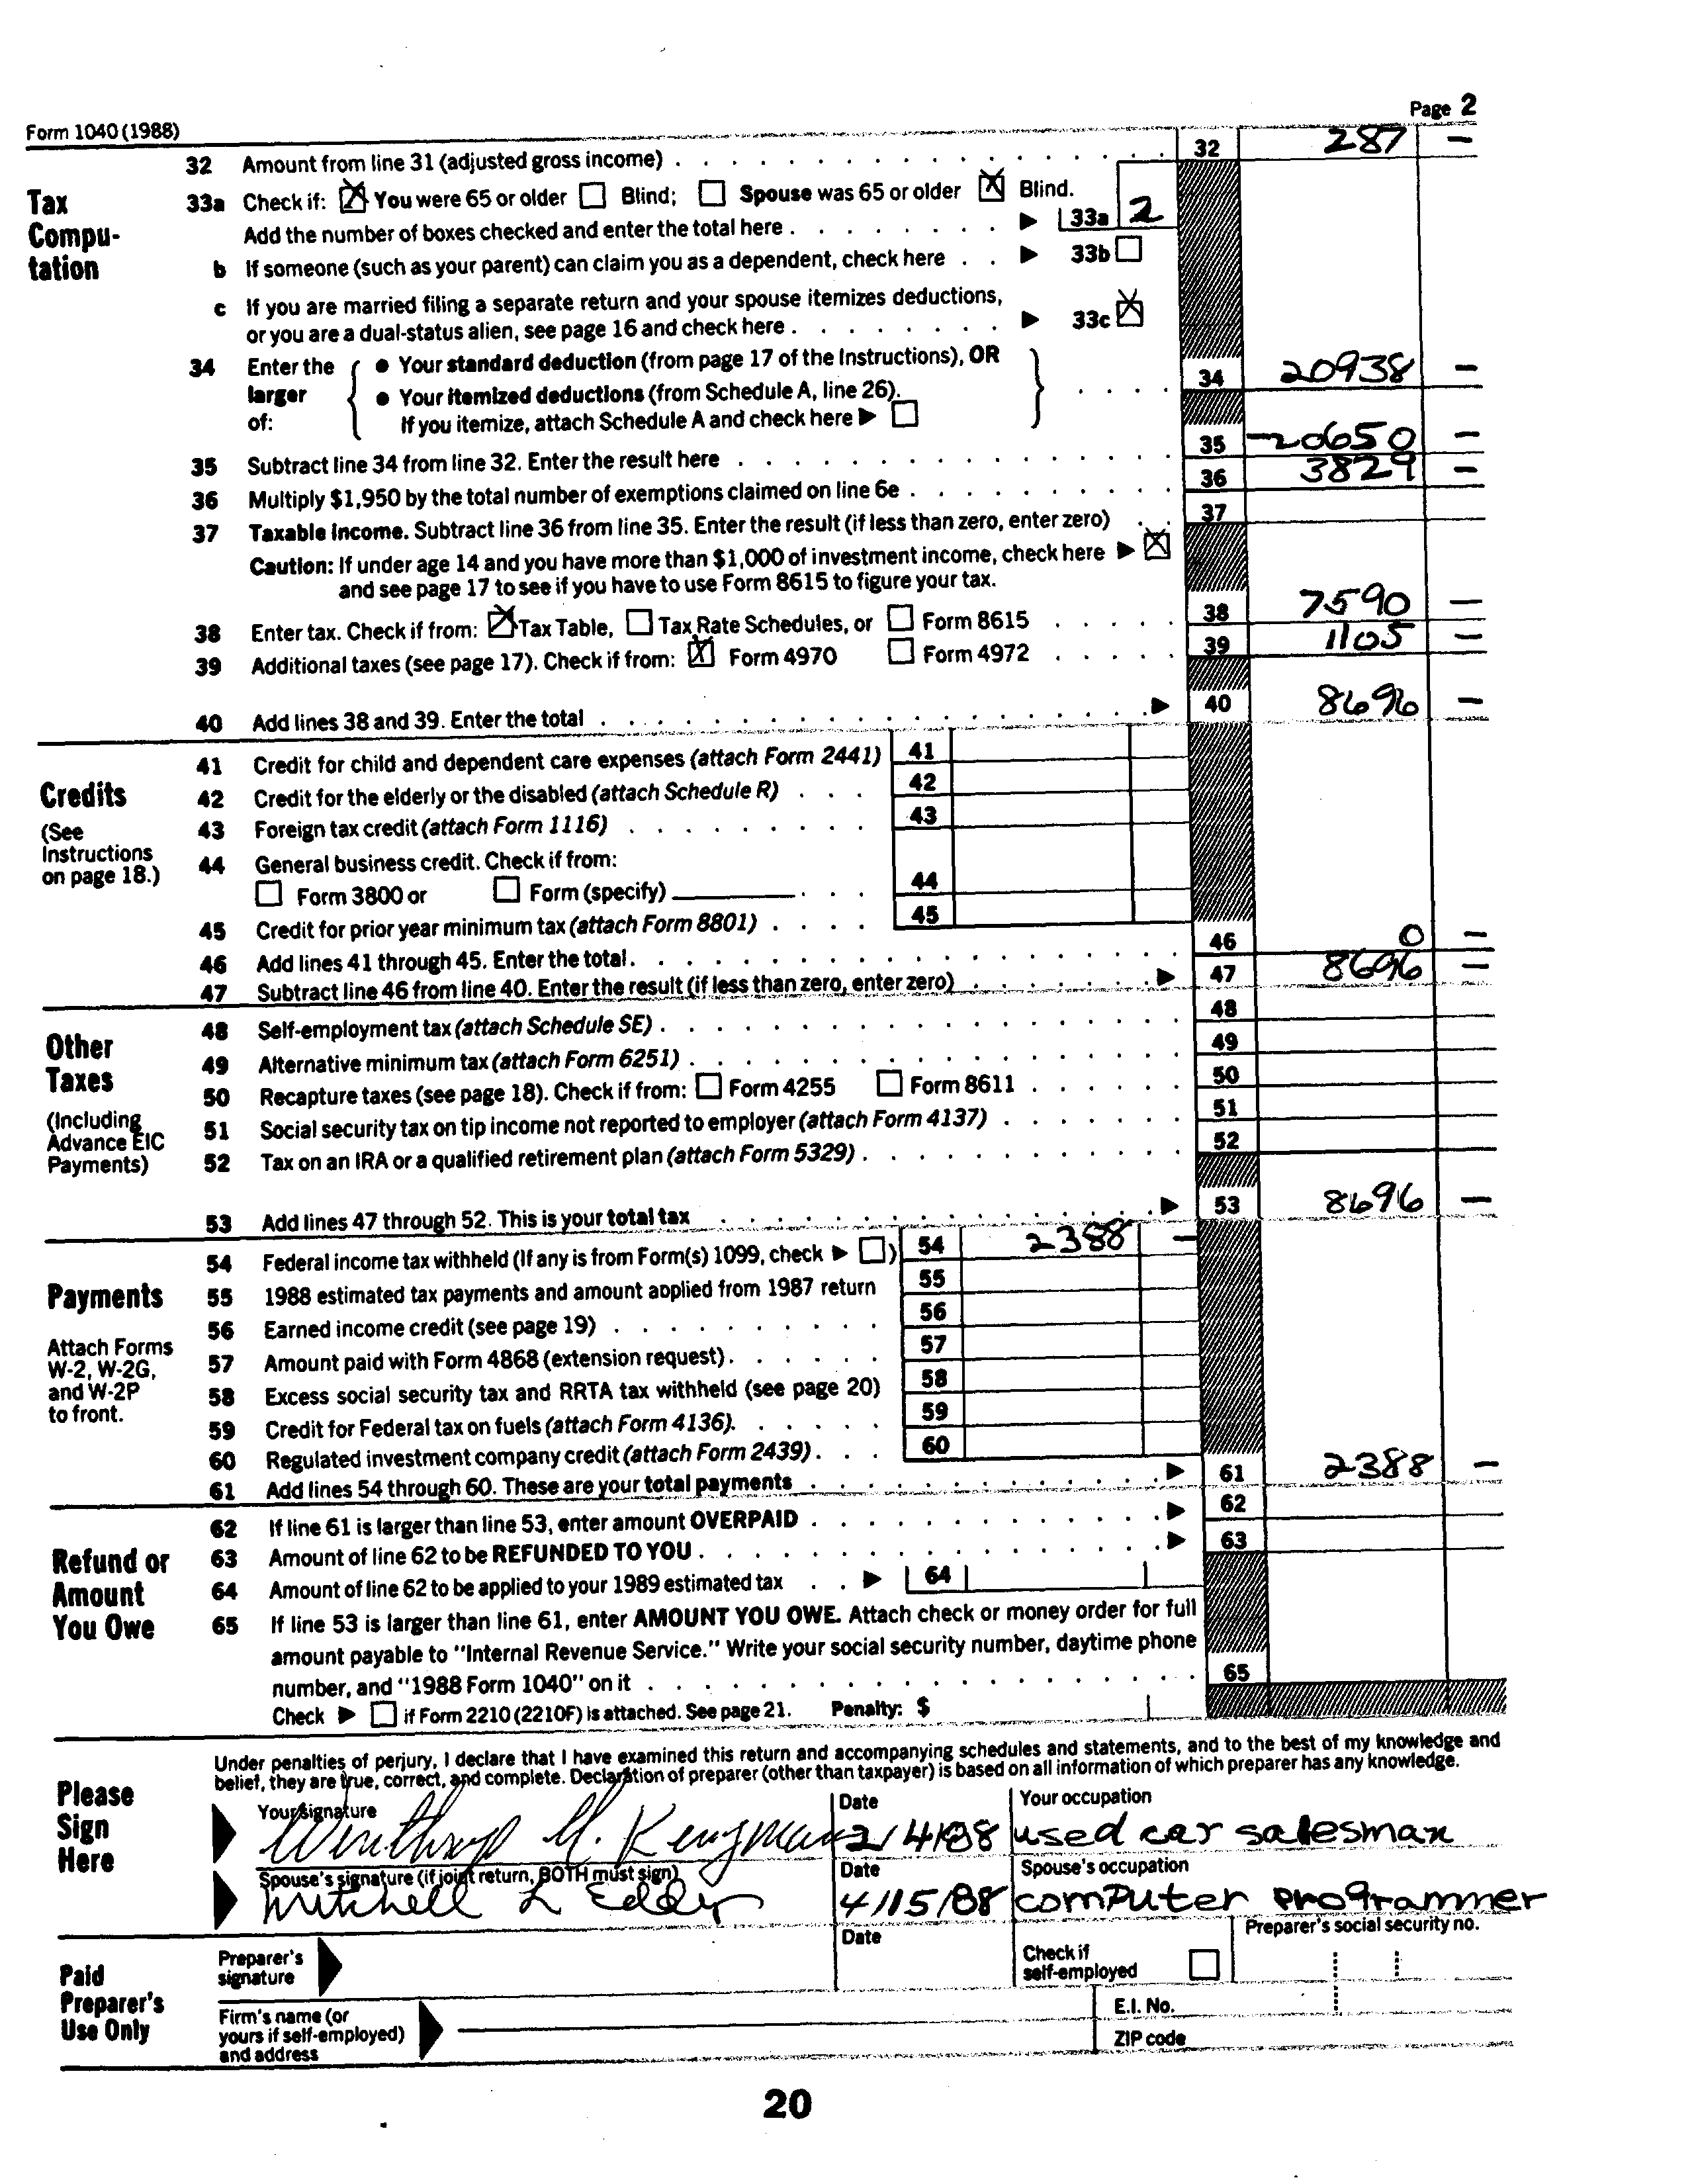 Form 1040 (1988) Page 2
32 Amount from line 31 (adjusted gross income) 32 287 –
Tax Compu-tation
33a Check if: [X] You were 65 or older [ ] Blind; [ ] Spouse was 65 or older [X] Blind.
Add the number of boxes checked and enter the total here 33a 2
b If someone (such as your parent) can claim you as a dependent, check here 33b [ ]
c If you are married filing a separate return and your spouse itemizes deductions,
or you are a dual-status alien, see page 16 and check here 33c [X]
34 Enter the larger of: • Your standard deduction (from page 17 of the Instructions), OR
• Your itemized deductions (from Schedule A, line 26). 34 20938 –
If you itemize, attach Schedule A and check here [ ]
35 Subtract line 34 from line 32. Enter the result here 35 -20650 –
36 Multiply $1,950 by the total number of exemptions claimed on line 6e 36 3829 –
37 Taxable income. Subtract line 36 from line 35. Enter the result (if less than zero, enter zero) 37
Caution: If under age 14 and you have more than $1,000 of investment income, check here [X]
and see page 17 to see if you have to use Form 8615 to figure your tax.
38 Enter tax. Check if from: [X] Tax Table, [ ] Tax Rate Schedules, or [ ] Form 8615 38 7590 –
39 Additional taxes (see page 17). Check if from: [X] Form 4970 [ ] Form 4972 39 1105 –
40 Add lines 38 and 39. Enter the total 40 8696 –
Credits
(See Instructions on page 18.)
41 Credit for child and dependent care expenses (attach Form 2441) 41
42 Credit for the elderly or the disabled (attach Schedule R) 42
43 Foreign tax credit (attach Form 1116) 43
44 General business credit. Check if from:
[ ] Form 3800 or [ ] Form (specify) 44
45 Credit for prior year minimum tax (attach Form 8801) 45
46 Add lines 41 through 45. Enter the total. 46 0 –
47 Subtract line 46 from line 40. Enter the result (if less than zero, enter zero) 47 8696 –
Other Taxes
(Including Advance EIC Payments)
48 Self-employment tax (attach Schedule SE) 48
49 Alternative minimum tax (attach Form 6251) 49
50 Recapture taxes (see page 18). Check if from: [ ] Form 4255 [ ] Form 8611 50
51 Social security tax on tip income not reported to employer (attach Form 4137) 51
52 Tax on an IRA or a qualified retirement plan (attach Form 5329) 52
53 Add lines 47 through 52. This is your total tax 53 8696 –
Payments
Attach Forms W-2, W-2G, and W-2P to front.
54 Federal income tax withheld (If any is from Form(s) 1099, check [ ]) 54 2388 –
55 1988 estimated tax payments and amount applied from 1987 return 55
56 Earned income credit (see page 19) 56
57 Amount paid with Form 4868 (extension request) 57
58 Excess social security tax and RRTA tax withheld (see page 20) 58
59 Credit for Federal tax on fuels (attach Form 4136). 59
60 Regulated investment company credit (attach Form 2439) 60
61 Add lines 54 through 60. These are your total payments 61 2388 –
Refund or Amount You Owe
62 If line 61 is larger than line 53, enter amount OVERPAID 62
63 Amount of line 62 to be REFUNDED TO YOU 63
64 Amount of line 62 to be applied to your 1989 estimated tax 64
65 If line 53 is larger than line 61, enter AMOUNT YOU OWE. Attach check or money order for full
amount payable to "Internal Revenue Service." Write your social security number, daytime phone
number, and "1988 Form 1040" on it 65
Check [ ] if Form 2210 (2210F) is attached. See page 21. Penalty: $
Please Sign Here
Under penalties of perjury, I declare that I have examined this return and accompanying schedules and statements, and to the best of my knowledge and
belief, they are true, correct, and complete. Declaration of preparer (other than taxpayer) is based on all information of which preparer has any knowledge.
Your signature Date Your occupation
Winthrop M. Kingman 2/4/88 used car salesman
Spouse's signature (if joint return, BOTH must sign) Date Spouse's occupation
Mitchell L Eddy 4/15/88 computer programmer
Paid Preparer's Use Only
Preparer's signature Date Check if self-employed [ ] Preparer's social security no.
Firm's name (or yours if self-employed) and address E.I. No.
ZIP code
20